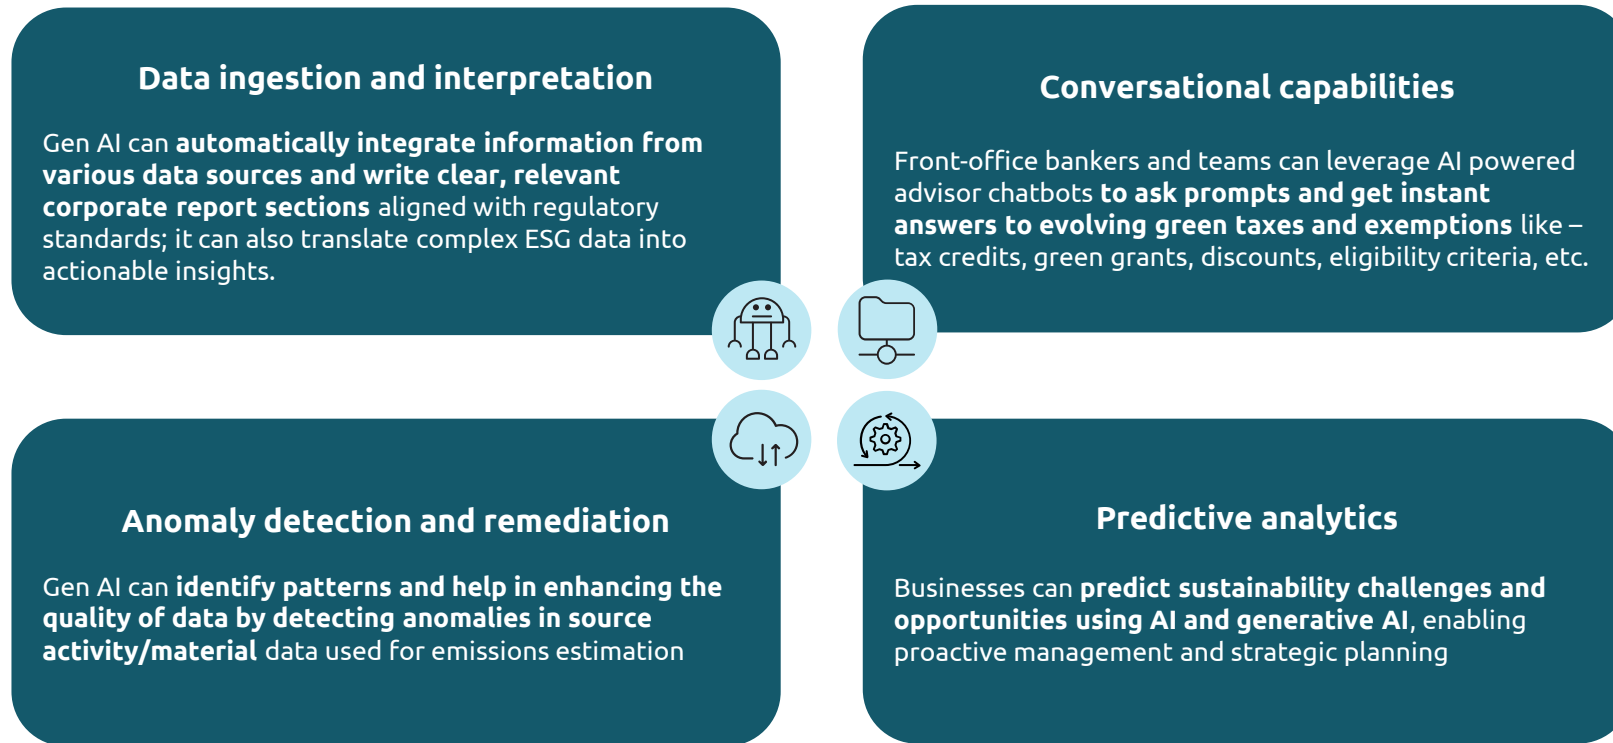 Data ingestion and interpretation
Gen AI can automatically integrate information from
various data sources and write clear, relevant
corporate report sections aligned with regulatory
standards; it can also translate complex ESG data into
actionable insights.
Conversational capabilities
Front-office bankers and teams can leverage AI powered
advisor chatbots to ask prompts and get instant
answers to evolving green taxes and exemptions like –
tax credits, green grants, discounts, eligibility criteria, etc.
Anomaly detection and remediation
Gen AI can identify patterns and help in enhancing the
quality of data by detecting anomalies in source
activity/material data used for emissions estimation
Predictive analytics
Businesses can predict sustainability challenges and
opportunities using AI and generative AI, enabling
proactive management and strategic planning